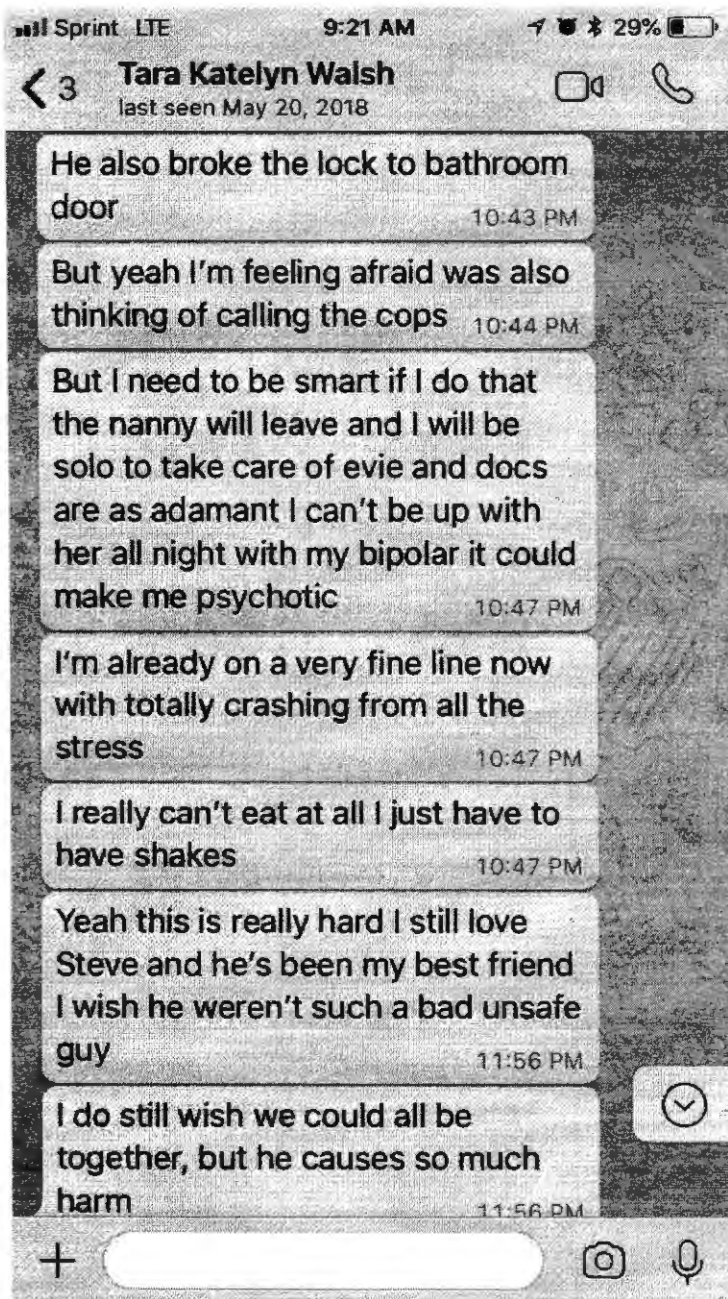 Sprint LTE 9:21 AM 29%
3 Tara Katelyn Walsh
last seen May 20, 2018
He also broke the lock to bathroom
door 10:43 PM
But yeah I'm feeling afraid was also
thinking of calling the cops 10:44 PM
But I need to be smart if I do that
the nanny will leave and I will be
solo to take care of evie and docs
are as adamant I can't be up with
her all night with my bipolar it could
make me psychotic 10:47 PM
I'm already on a very fine line now
with totally crashing from all the
stress 10:47 PM
I really can't eat at all I just have to
have shakes 10:47 PM
Yeah this is really hard I still love
Steve and he's been my best friend
I wish he weren't such a bad unsafe
guy 11:56 PM
I do still wish we could all be
together, but he causes so much
harm 11:56 PM